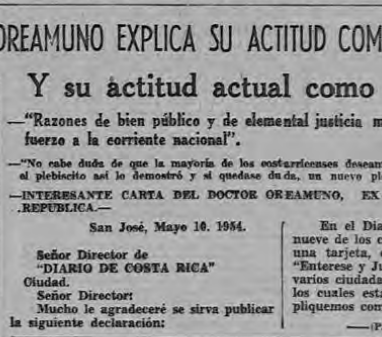 OREAMUNO EXPLICA SU ACTITUD COM
Y su actitud actual como
—"Razones de bien público y de elemental justicia m
fuerzo a la corriente nacional".
—"No cabe duda de que la mayoría de los costarricenses desean
el plebiscito así lo demostró y si quedase duda, un nuevo pl
—INTERESANTE CARTA DEL DOCTOR OREAMUNO, EX
.REPUBLICA.—
San José, Mayo 10. 1954.
Señor Director de
"DIARIO DE COSTA RICA"
Ciudad.
Señor Director:
Mucho le agradeceré se sirva publicar
la siguiente declaración:
En el Dia
nueve de los c
una tarjeta, e
"Enterese y Ju
varios ciudada
los cuales está
pliquemos com
—(P